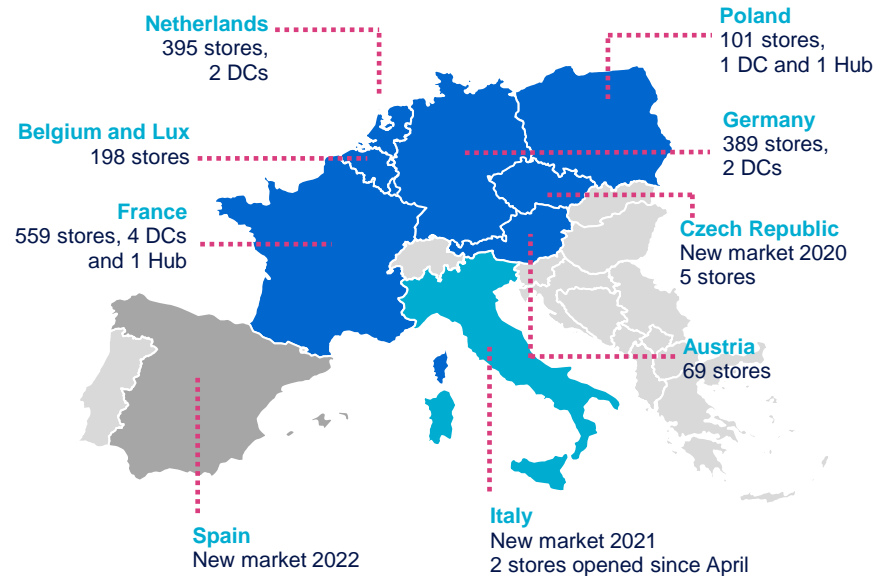 Netherlands
395 stores,
2 DCs
Poland
101 stores,
1 DC and 1 Hub
Belgium and Lux
198 stores
Germany
389 stores,
2 DCs
France
559 stores, 4 DCs
and 1 Hub
Czech Republic
New market 2020
5 stores
Austria
69 stores
Spain
New market 2022
Italy
New market 2021
2 stores opened since April